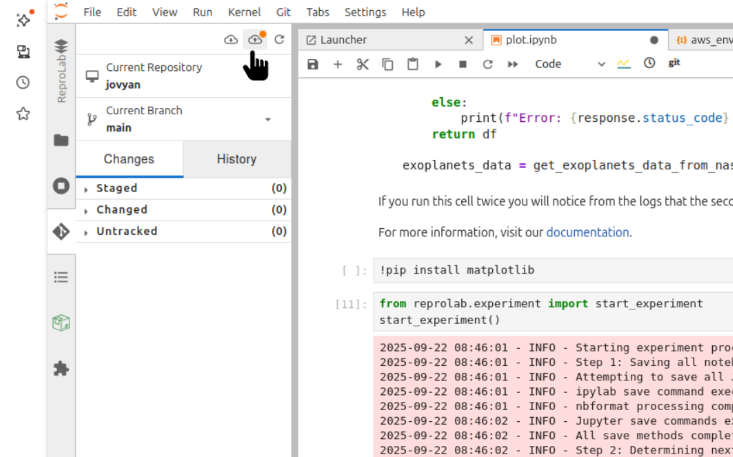 File Edit View Run Kernel Git Tabs Settings Help
ReproLab
Current Repository
jovyan
Current Branch
main
Changes History
Staged (0)
Changed (0)
Untracked (0)
Launcher
plot.ipynb
Code
git
else:
print(f"Error: {response.status_code}
return df
exoplanets_data = get_exoplanets_data_from_nas
If you run this cell twice you will notice from the logs that the seco
For more information, visit our documentation.
[ ]: !pip install matplotlib
[11]: from reprolab.experiment import start_experiment
start_experiment()
2025-09-22 08:46:01 - INFO - Starting experiment proc
2025-09-22 08:46:01 - INFO - Step 1: Saving all noteb
2025-09-22 08:46:01 - INFO - Attempting to save all
2025-09-22 08:46:01 - INFO - ipylab save command exec
2025-09-22 08:46:01 - INFO - nbformat processing comp
2025-09-22 08:46:02 - INFO - Jupyter save commands ex
2025-09-22 08:46:02 - INFO - All save methods complet
2025-09-22 08:46:02 - INFO - Step 2: Determining next